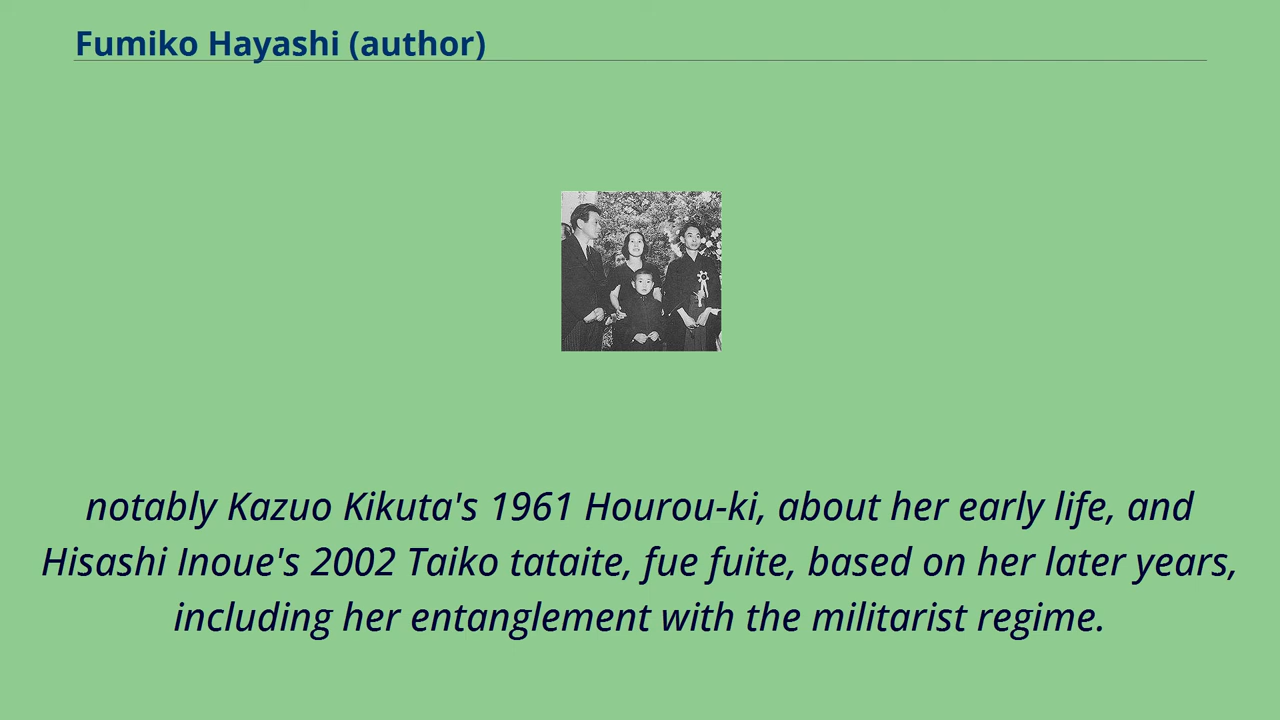 Fumiko Hayashi (author)
notably Kazuo Kikuta's 1961 Hourou-ki, about her early life, and
Hisashi Inoue's 2002 Taiko tataite, fue fuite, based on her later years,
including her entanglement with the militarist regime.